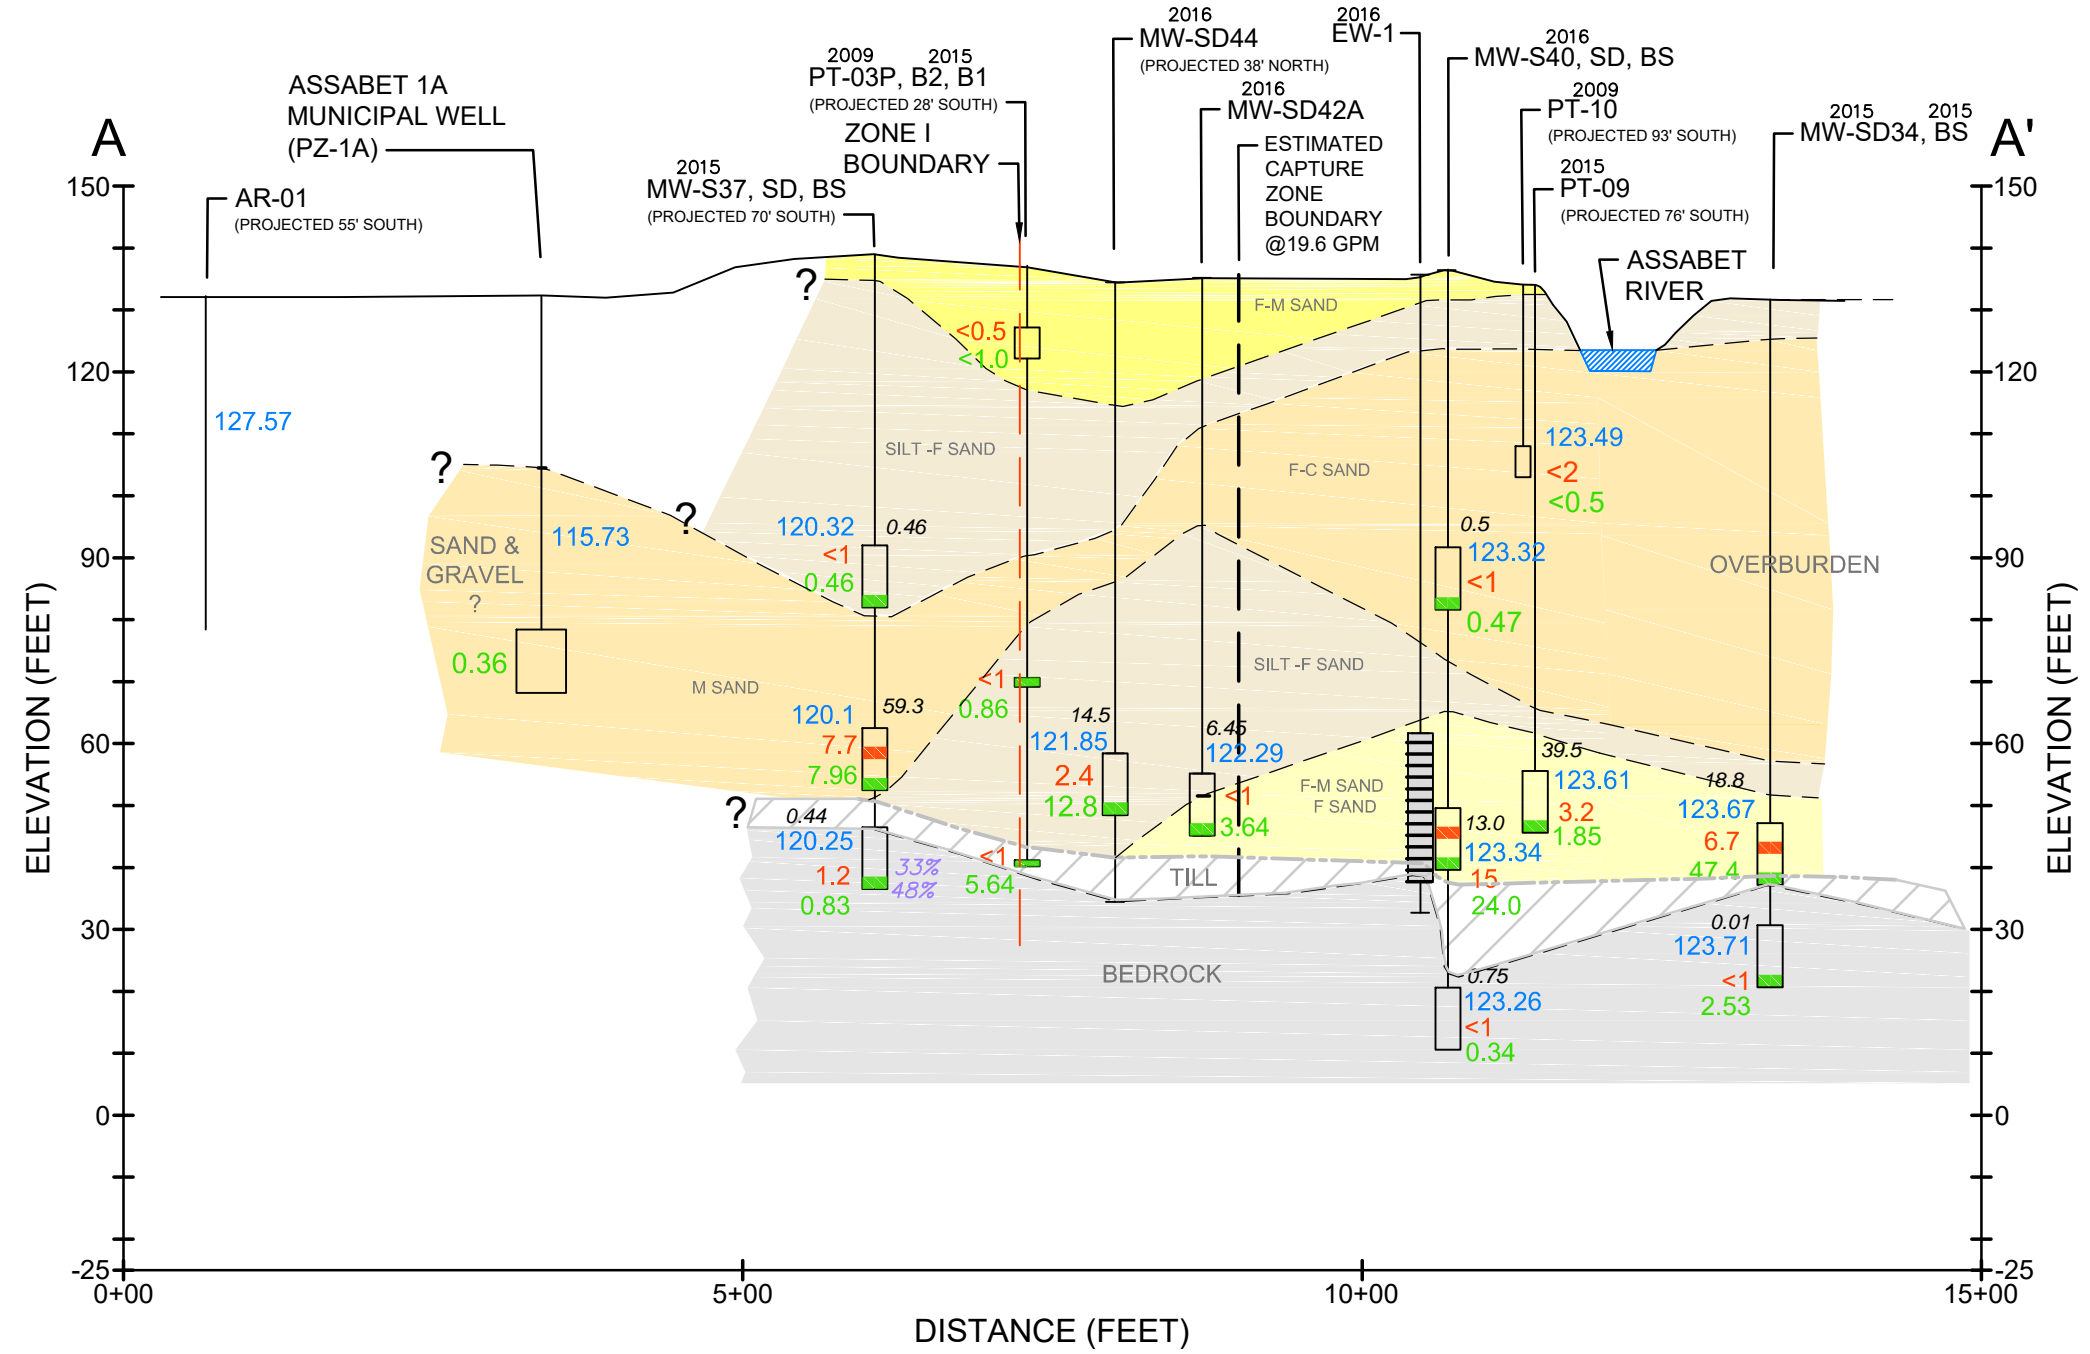 2016
MW-SD44
(PROJECTED 38' NORTH)
2016
EW-1
2016
MW-S40, SD, BS
2009 2015
PT-03P, B2, B1
(PROJECTED 28' SOUTH)
ZONE I
BOUNDARY
2016
MW-SD42A
ESTIMATED
CAPTURE
ZONE
BOUNDARY
@19.6 GPM
2009
PT-10
(PROJECTED 93' SOUTH)
2015
PT-09
(PROJECTED 76' SOUTH)
2015 2015
MW-SD34, BS
ASSABET
RIVER
ASSABET 1A
MUNICIPAL WELL
(PZ-1A)
A
A'
AR-01
(PROJECTED 55' SOUTH)
2015
MW-S37, SD, BS
(PROJECTED 70' SOUTH)
150
120
90
60
30
0
-25
150
120
90
60
30
0
-25
ELEVATION (FEET)
ELEVATION (FEET)
?
?
?
?
F-M SAND
<0.5
<1.0
127.57
115.73
SILT -F SAND
F-C SAND
123.49
<2
<0.5
SAND &
GRAVEL
?
0.36
M SAND
120.32
0.46
<1
0.46
0.5
123.32
<1
0.47
OVERBURDEN
SILT -F SAND
<1
0.86
59.3
120.1
7.7
7.96
14.5
121.85
2.4
12.8
6.45
122.29
<1
3.64
F-M SAND
F SAND
39.5
123.61
3.2
1.85
18.8
123.67
6.7
47.4
13.0
123.34
15
24.0
0.44
120.25
1.2
0.83
33%
48%
<1
5.64
TILL
BEDROCK
0.75
123.26
<1
0.34
0.01
123.71
<1
2.53
0+00
5+00
10+00
15+00
DISTANCE (FEET)